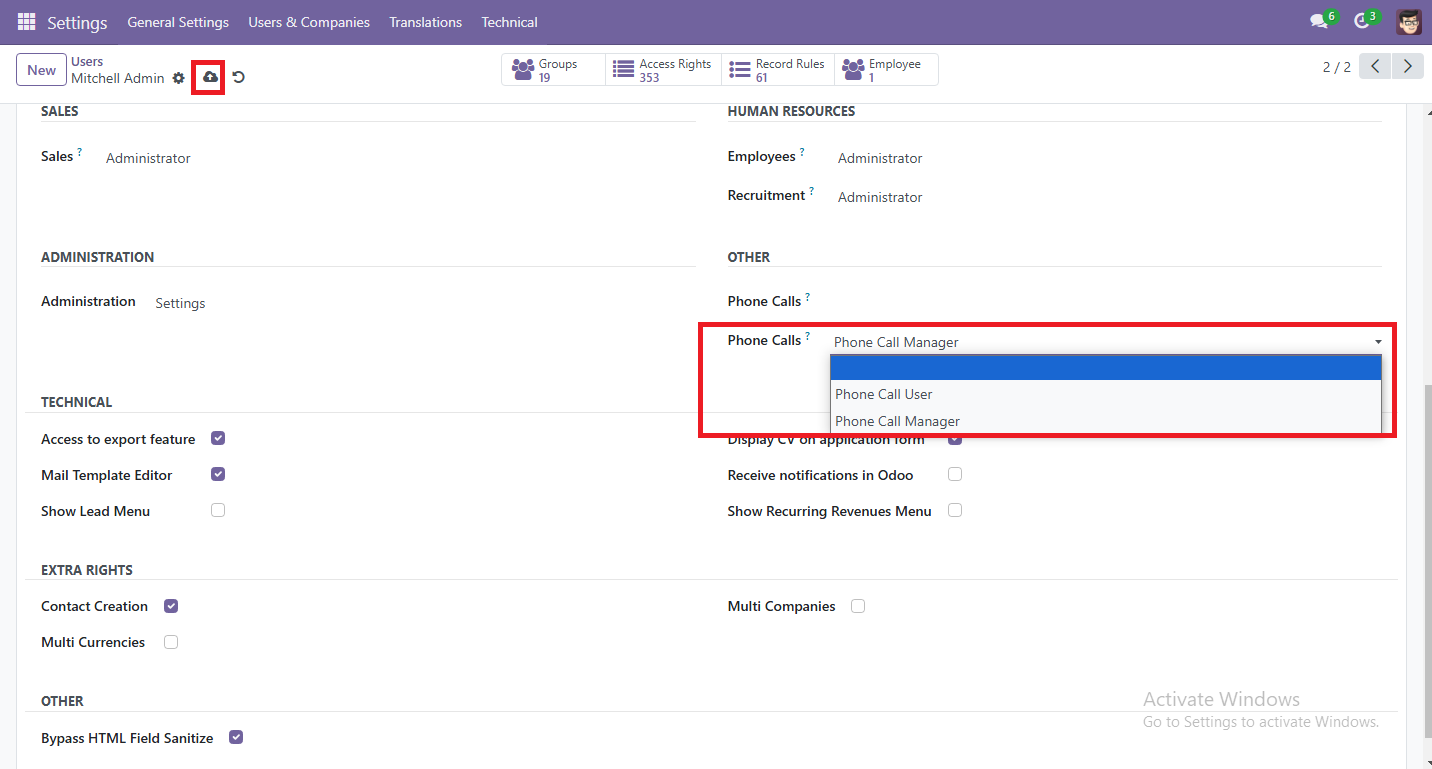 Settings General Settings Users & Companies Translations Technical 6 3
New Users
Mitchell Admin
Groups
19
Access Rights
353
Record Rules
61
Employee
1
2 / 2
SALES
Sales ? Administrator
HUMAN RESOURCES
Employees ? Administrator
Recruitment ? Administrator
ADMINISTRATION
Administration Settings
OTHER
Phone Calls ?
Phone Calls ? Phone Call Manager
Phone Call User
Phone Call Manager
TECHNICAL
Access to export feature
Display CV on application form
Mail Template Editor
Receive notifications in Odoo
Show Lead Menu
Show Recurring Revenues Menu
EXTRA RIGHTS
Contact Creation
Multi Companies
Multi Currencies
OTHER
Bypass HTML Field Sanitize
Activate Windows
Go to Settings to activate Windows.